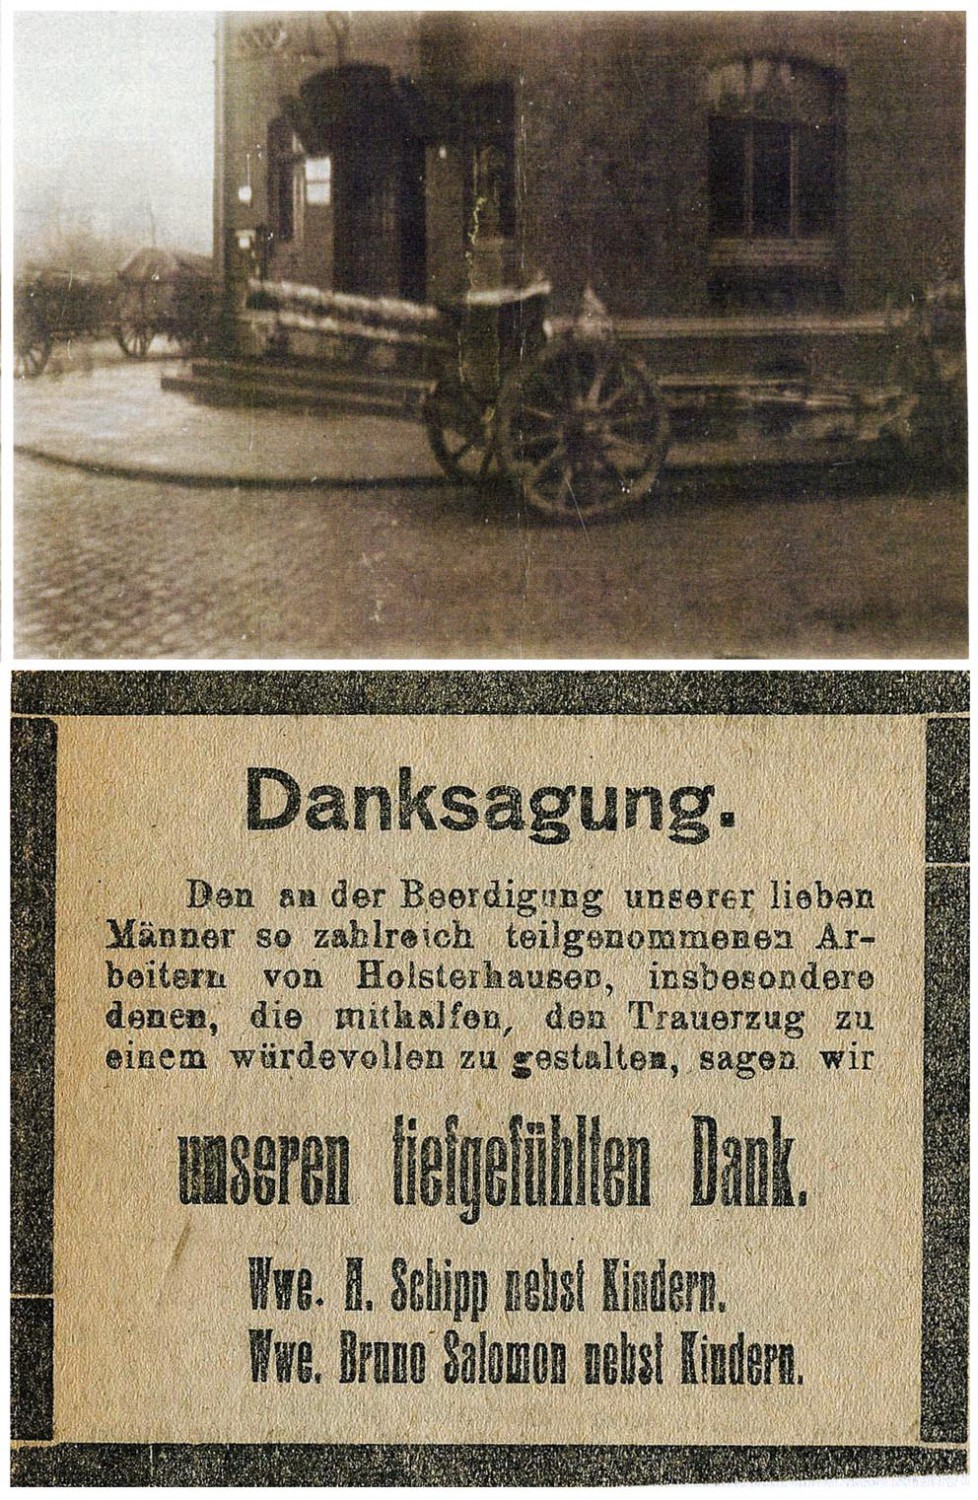 Danksagung.
Den an der Beerdigung unserer lieben
Männer so zahlreich teilgenommenen Ar-
beitern von Holsterhausen, insbesondere
denen, die mithalfen, den Trauerzug zu
einem würdevollen zu gestalten, sagen wir
unseren tiefgefühlten Dank.
Wwe. H. Schipp nebst Kindern.
Wwe. Bruno Salomon nebst Kindern.